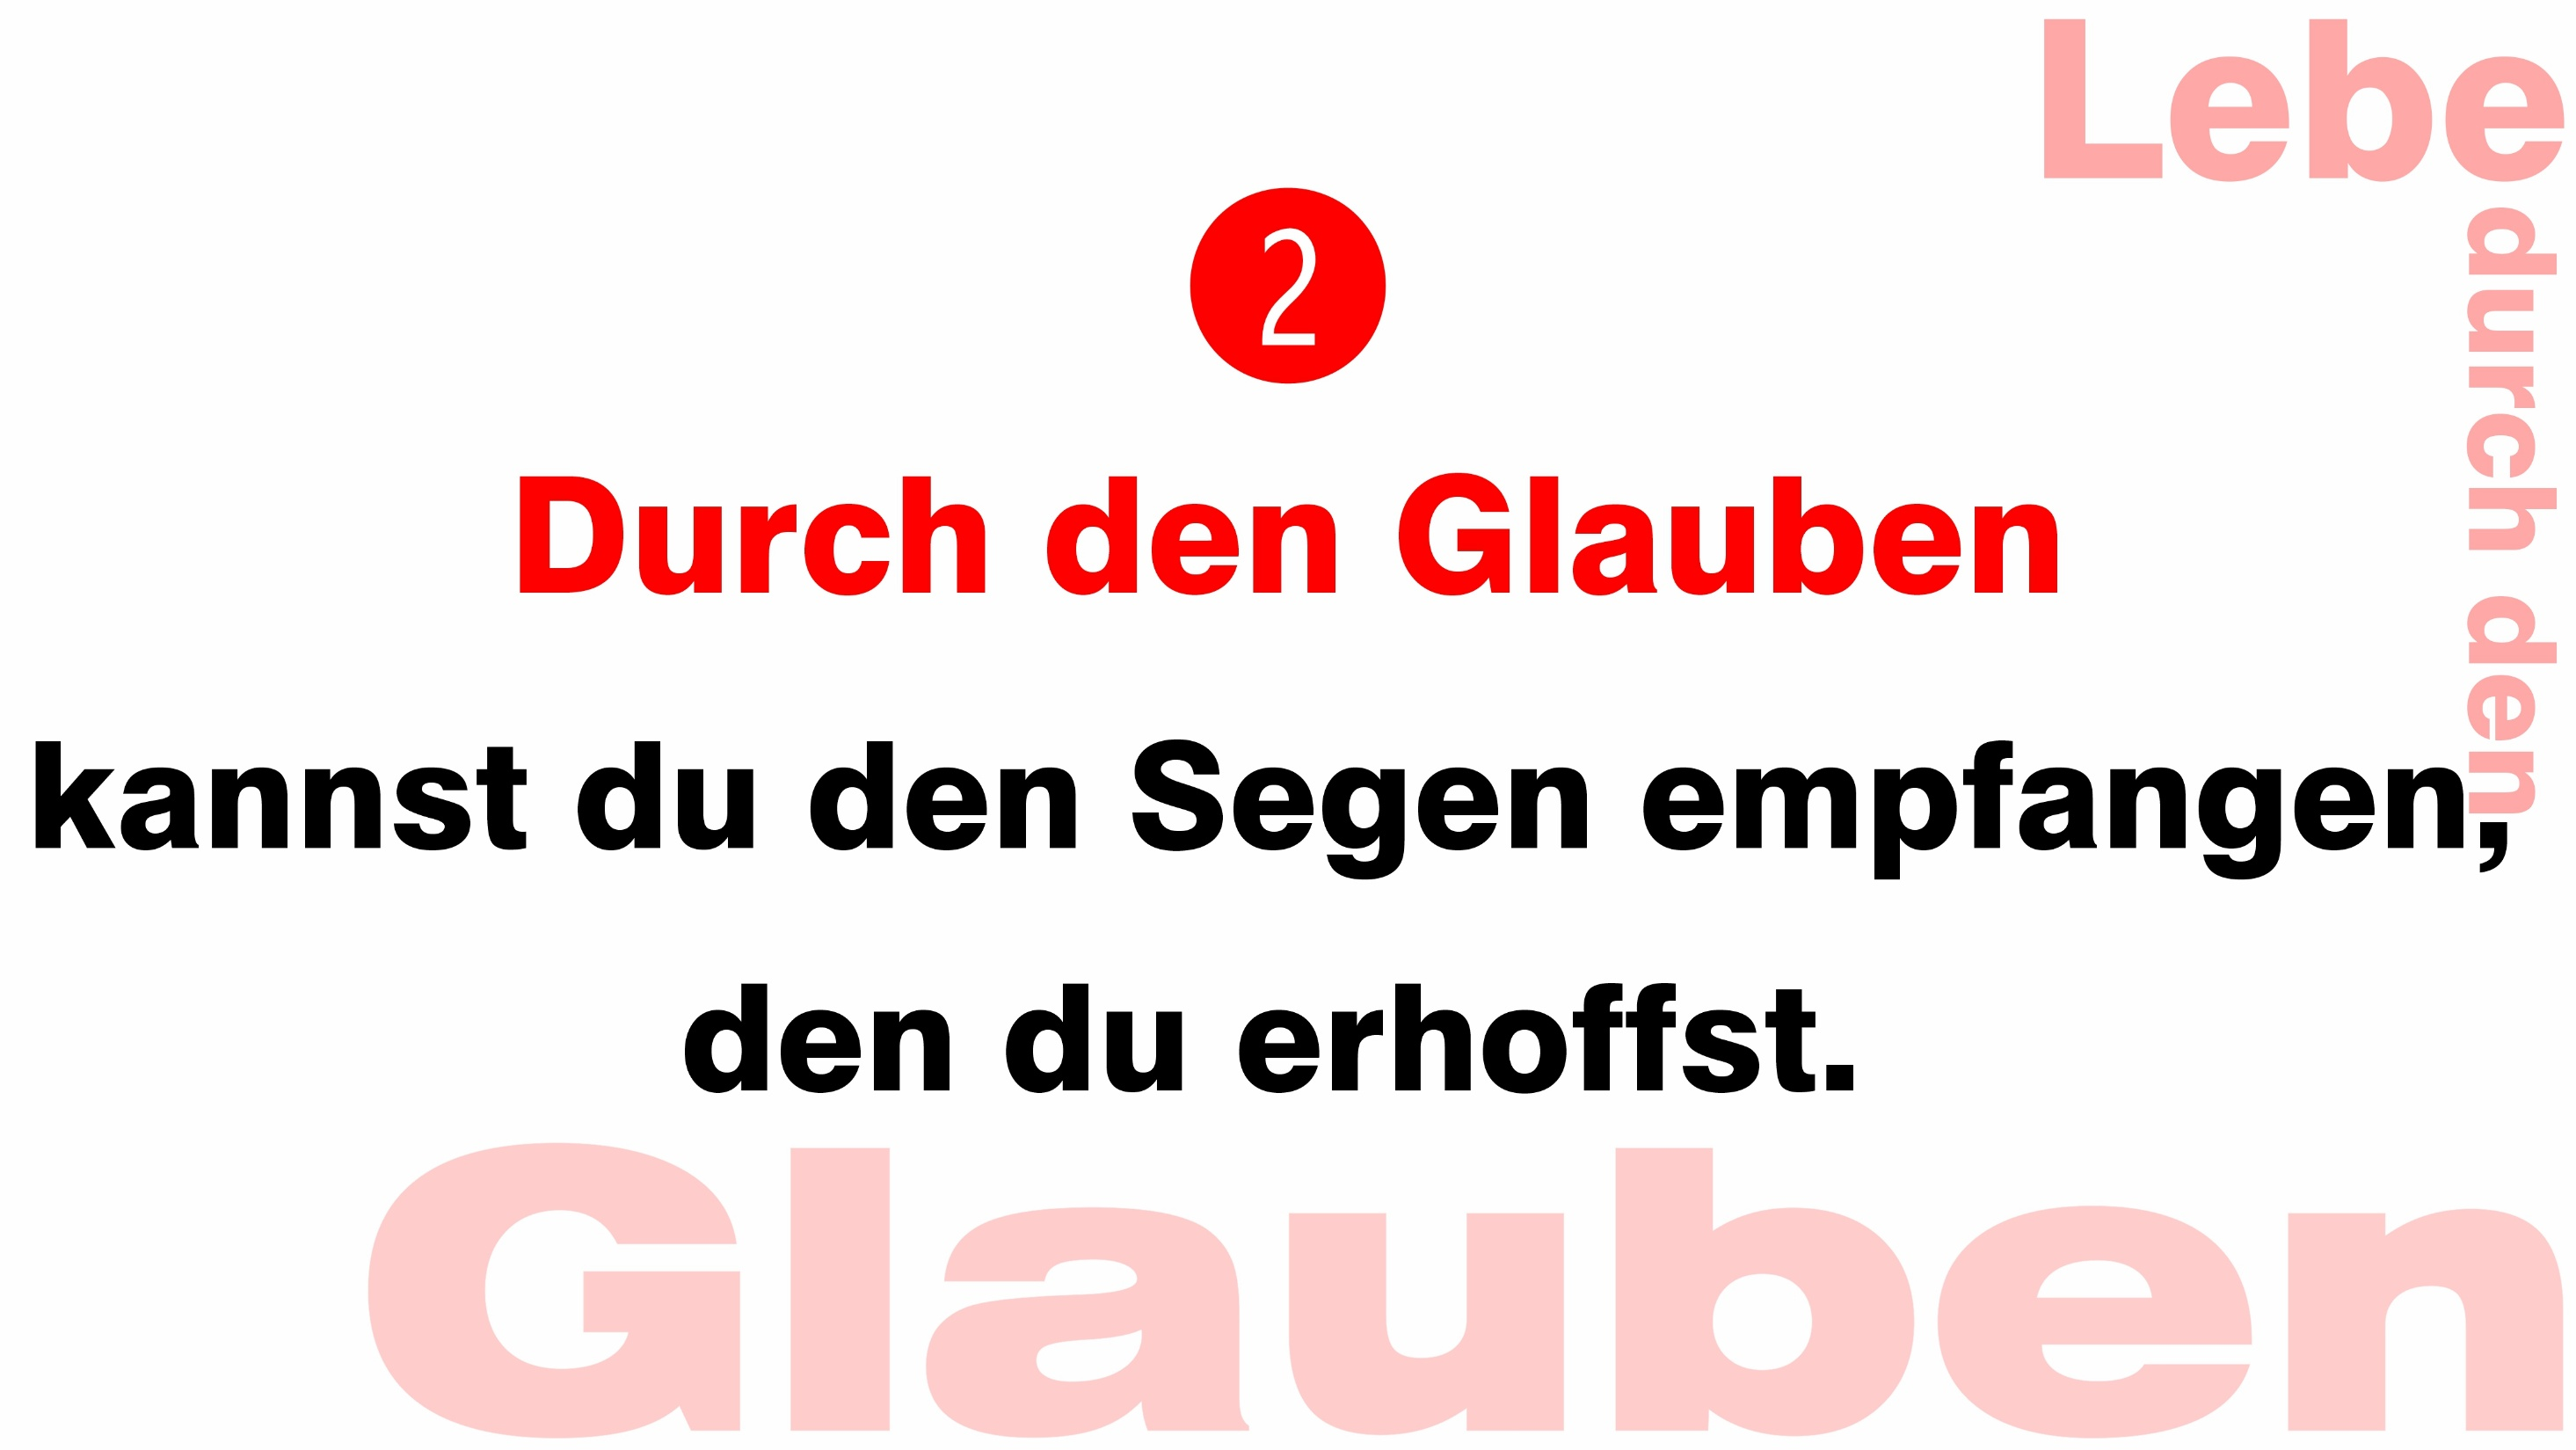 Lebe
durch den
2
Durch den Glauben
kannst du den Segen empfangen,
den du erhoffst.
Glauben